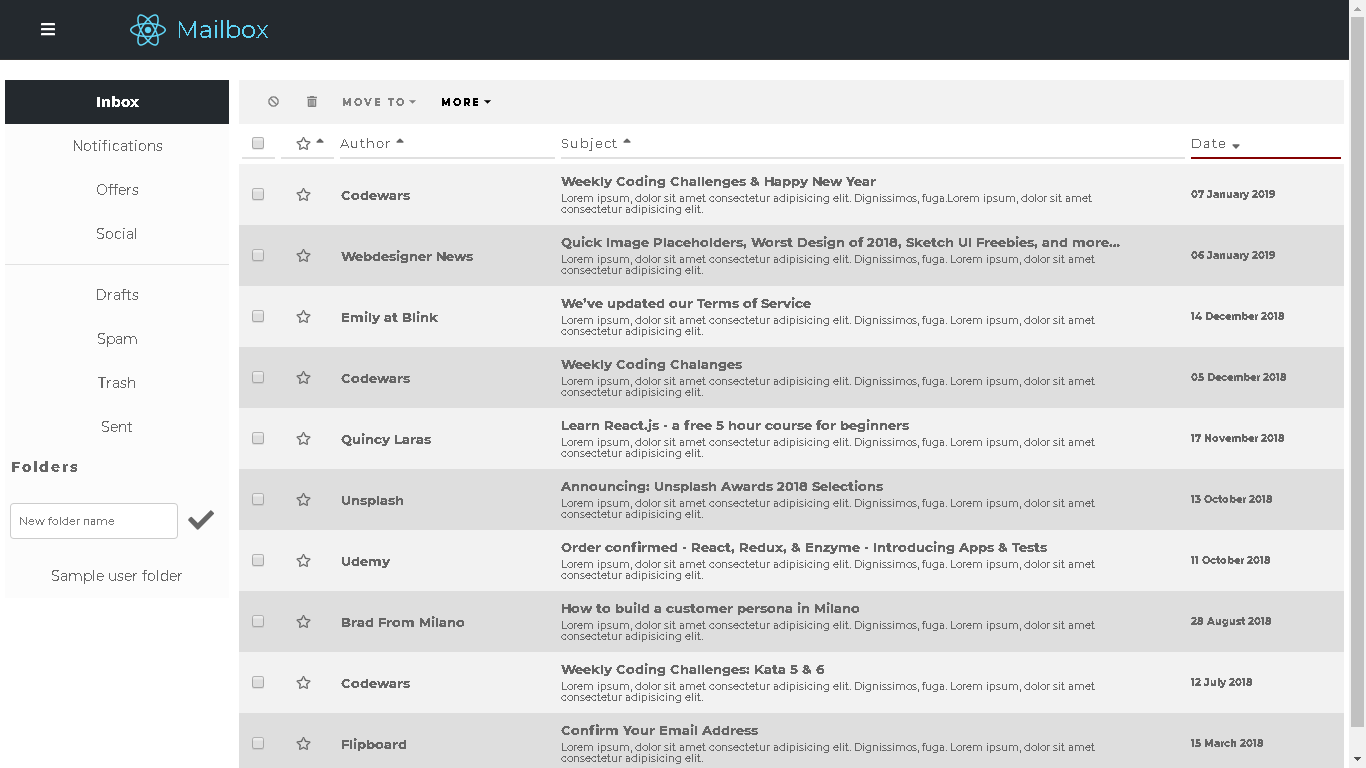 Mailbox
Inbox
Notifications
Offers
Social
Drafts
Spam
Trash
Sent
Folders
New folder name
Sample user folder
MOVE TO MORE
Author Subject Date
Codewars
Weekly Coding Challenges & Happy New Year
Lorem ipsum, dolor sit amet consectetur adipisicing elit. Dignissimos, fuga.Lorem ipsum, dolor sit amet
consectetur adipisicing elit.
07 January 2019
Webdesigner News
Quick Image Placeholders, Worst Design of 2018, Sketch UI Freebies, and more...
Lorem ipsum, dolor sit amet consectetur adipisicing elit. Dignissimos, fuga. Lorem ipsum, dolor sit amet
consectetur adipisicing elit.
06 January 2019
Emily at Blink
We've updated our Terms of Service
Lorem ipsum, dolor sit amet consectetur adipisicing elit. Dignissimos, fuga. Lorem ipsum, dolor sit amet
consectetur adipisicing elit.
14 December 2018
Codewars
Weekly Coding Chalanges
Lorem ipsum, dolor sit amet consectetur adipisicing elit. Dignissimos, fuga. Lorem ipsum, dolor sit amet
consectetur adipisicing elit.
05 December 2018
Quincy Laras
Learn React.js - a free 5 hour course for beginners
Lorem ipsum, dolor sit amet consectetur adipisicing elit. Dignissimos, fuga. Lorem ipsum, dolor sit amet
consectetur adipisicing elit.
17 November 2018
Unsplash
Announcing: Unsplash Awards 2018 Selections
Lorem ipsum, dolor sit amet consectetur adipisicing elit. Dignissimos, fuga. Lorem ipsum, dolor sit amet
consectetur adipisicing elit.
13 October 2018
Udemy
Order confirmed - React, Redux, & Enzyme - Introducing Apps & Tests
Lorem ipsum, dolor sit amet consectetur adipisicing elit. Dignissimos, fuga. Lorem ipsum, dolor sit amet
consectetur adipisicing elit.
11 October 2018
Brad From Milano
How to build a customer persona in Milano
Lorem ipsum, dolor sit amet consectetur adipisicing elit. Dignissimos, fuga. Lorem ipsum, dolor sit amet
consectetur adipisicing elit.
28 August 2018
Codewars
Weekly Coding Challenges: Kata 5 & 6
Lorem ipsum, dolor sit amet consectetur adipisicing elit. Dignissimos, fuga. Lorem ipsum, dolor sit amet
consectetur adipisicing elit.
12 July 2018
Flipboard
Confirm Your Email Address
Lorem ipsum, dolor sit amet consectetur adipisicing elit. Dignissimos, fuga. Lorem ipsum, dolor sit amet
consectetur adipisicing elit.
15 March 2018